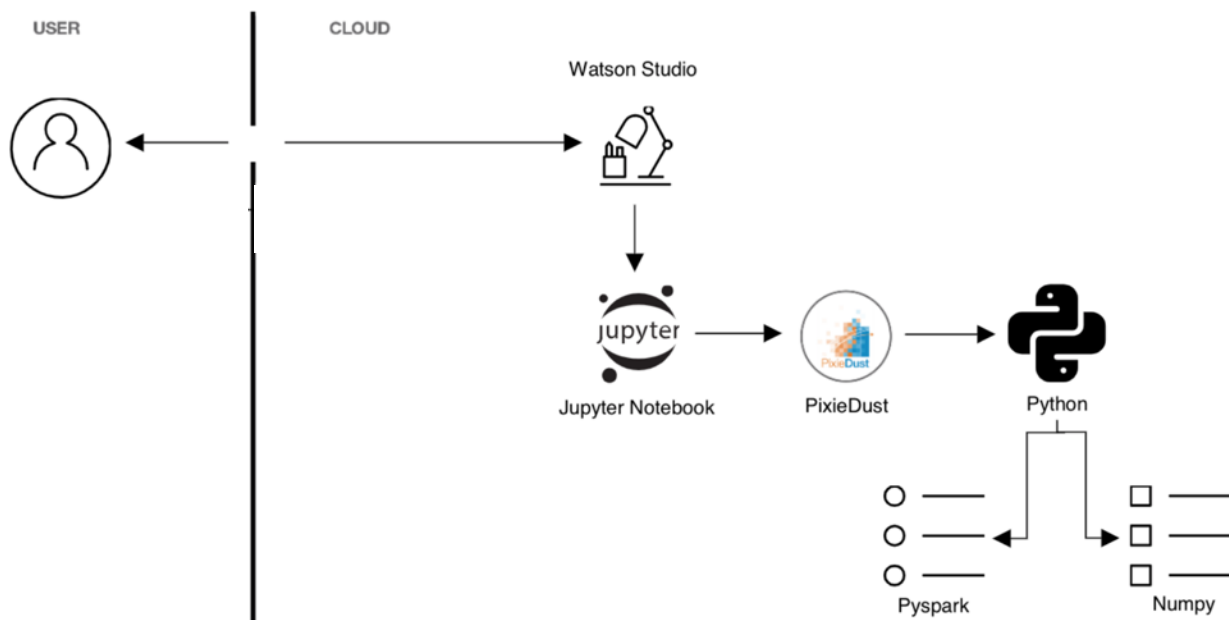 USER
CLOUD
Watson Studio
jupyter
PixieDust
Jupyter Notebook
PixieDust
Python
Pyspark
Numpy